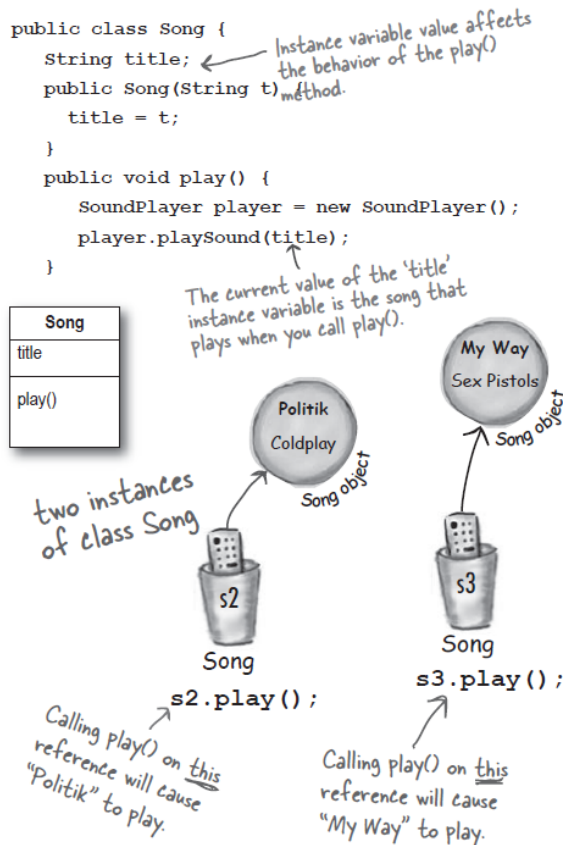 public class Song {
String title;
Instance variable value affects
the behavior of the play()
method.
public Song(String t) {
title = t;
}
public void play() {
SoundPlayer player = new SoundPlayer();
player.playSound(title);
}
The current value of the 'title'
instance variable is the song that
plays when you call play().
Song
title
play()
two instances
of class Song
Politik
Coldplay
Song object
s2
Song
s2.play();
Calling play() on this
reference will cause
"Politik" to play.
My Way
Sex Pistols
Song object
s3
Song
s3.play();
Calling play() on this
reference will cause
"My Way" to play.